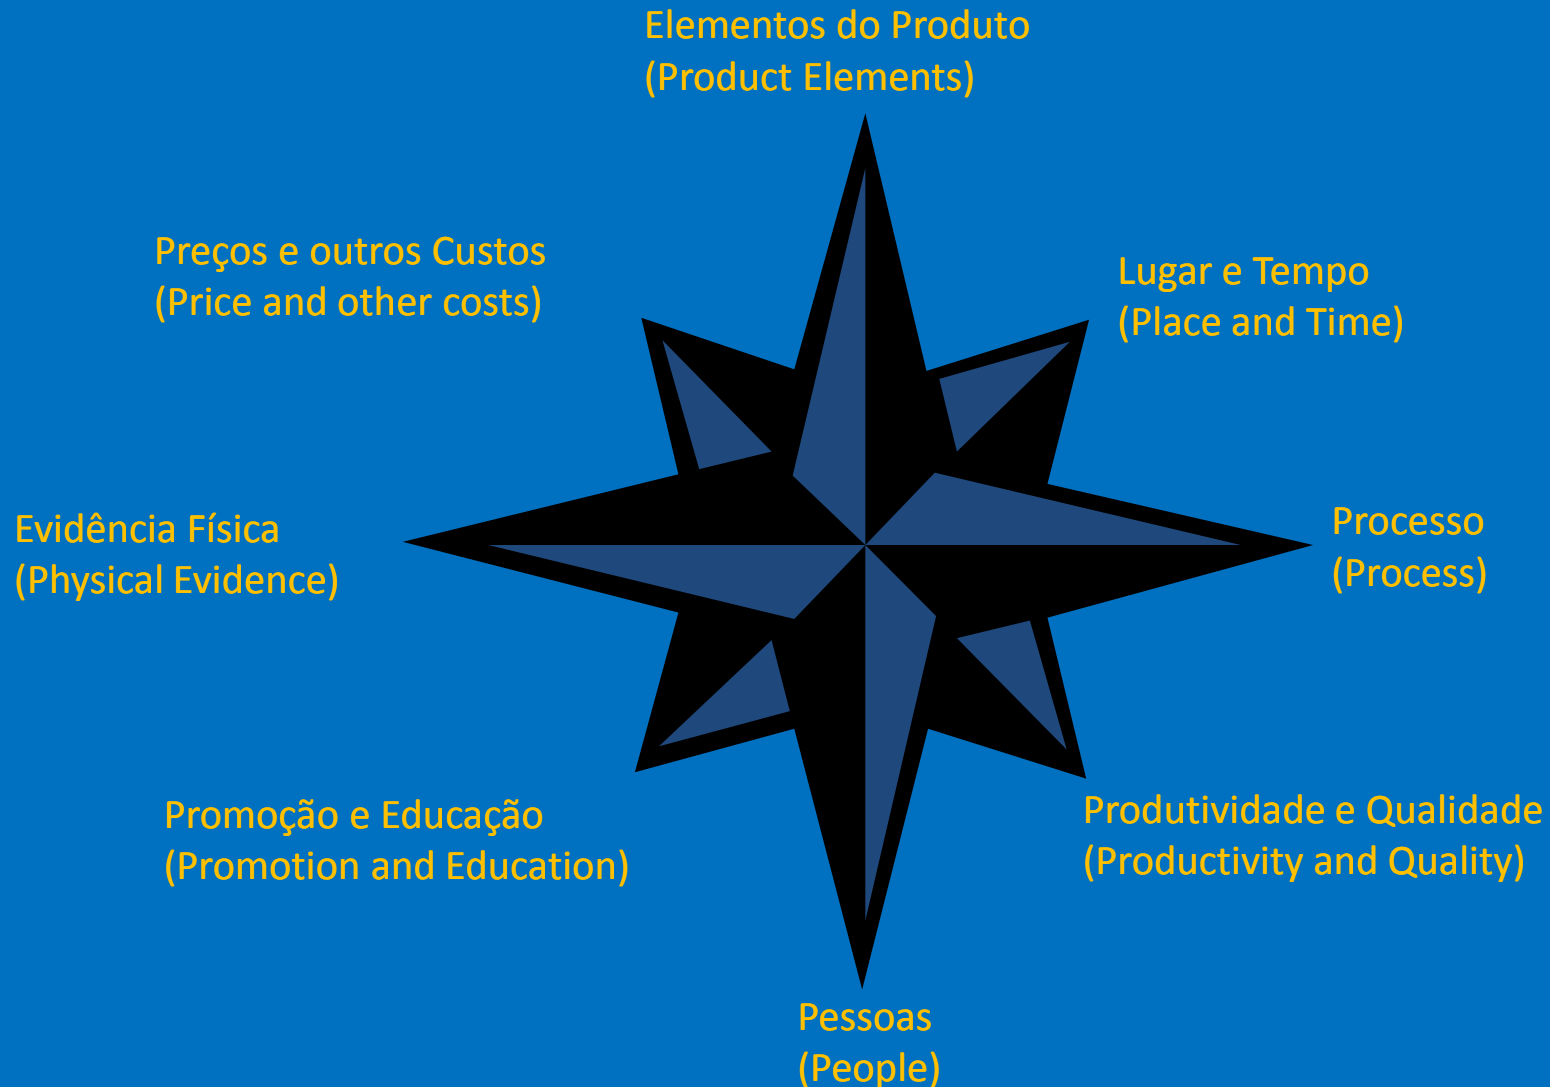 Elementos do Produto
(Product Elements)
Preços e outros Custos
(Price and other costs)
Lugar e Tempo
(Place and Time)
Evidência Física
(Physical Evidence)
Processo
(Process)
Promoção e Educação
(Promotion and Education)
Produtividade e Qualidade
(Productivity and Quality)
Pessoas
(People)